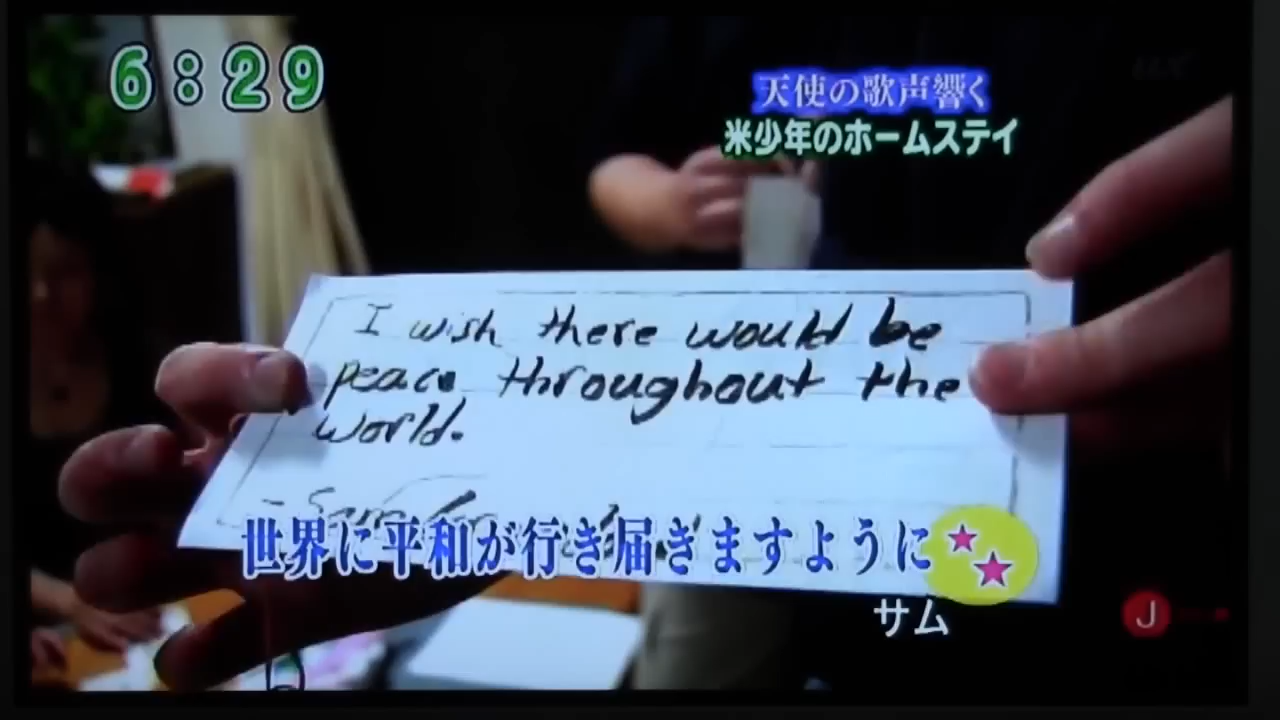 6:29
天使の歌声響く
米少年のホームステイ
I wish there would be
peace throughout the
world.
世界に平和が行き届きますように
サム
J